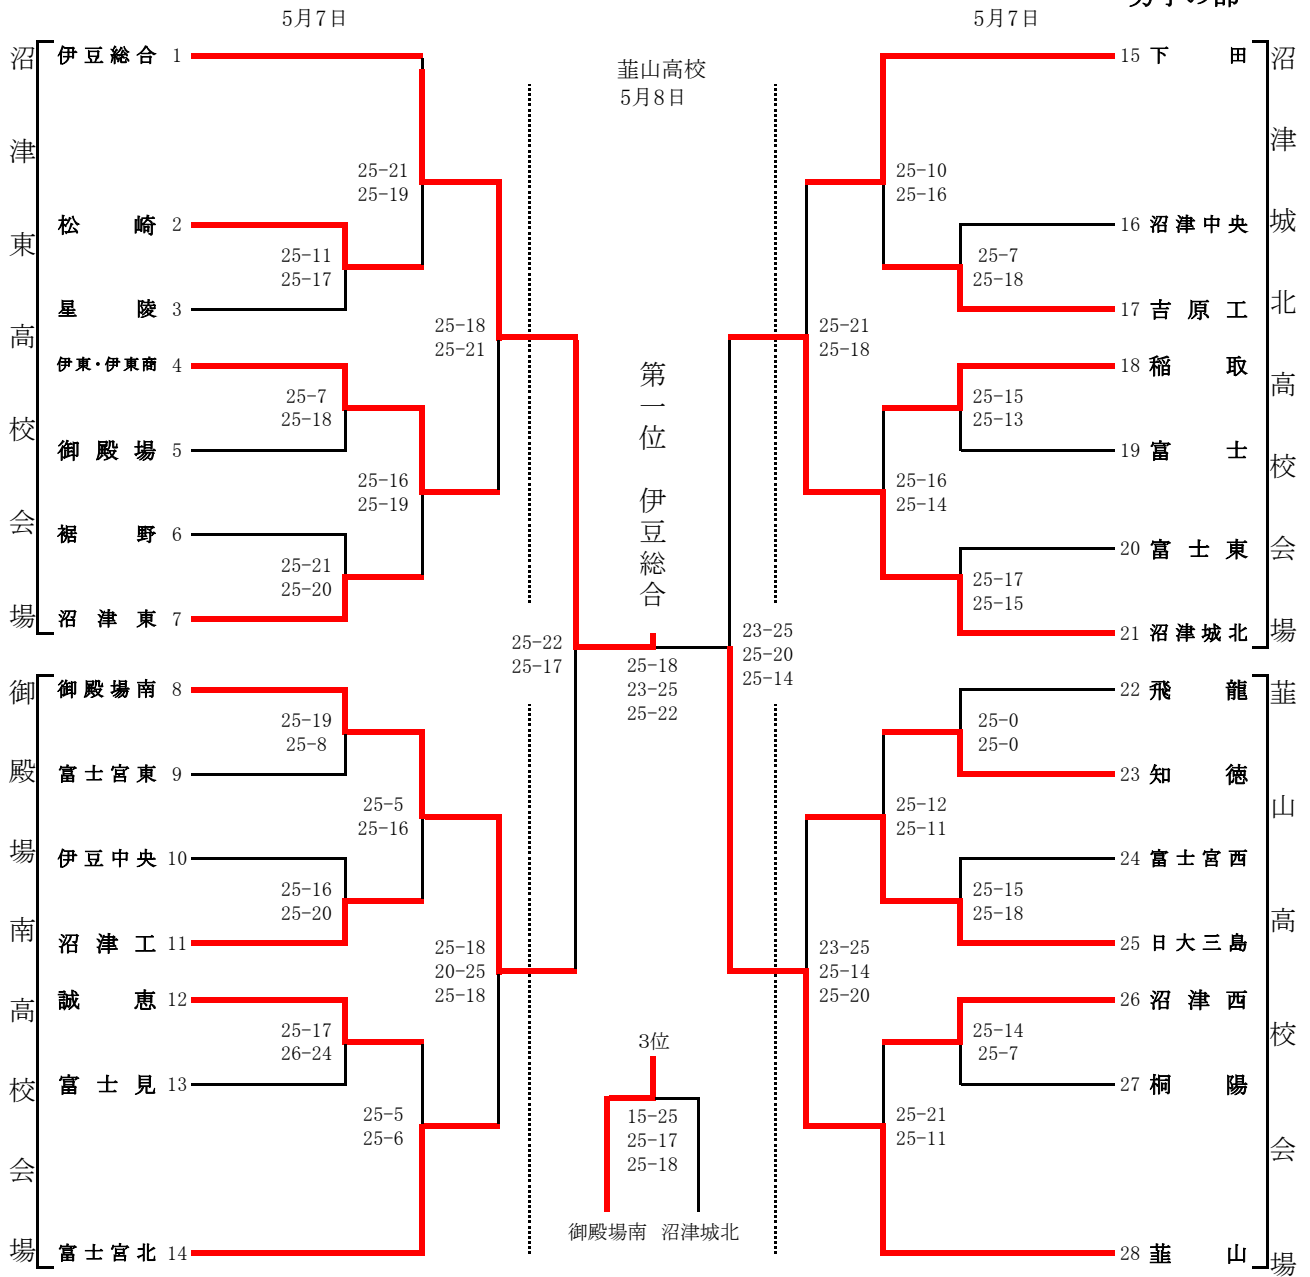 5月7日
沼津東高校会場
伊豆総合 1
25-21
25-19
松崎 2
25-11
25-17
星陵 3
25-18
25-21
伊東・伊東商 4
25-7
25-18
御殿場 5
25-16
25-19
裾野 6
25-21
25-20
沼津東 7
25-22
25-17
御殿場南高校会場
御殿場南 8
25-19
25-8
富士宮東 9
25-5
25-16
伊豆中央 10
25-16
25-20
沼津工 11
25-18
20-25
25-18
誠恵 12
25-17
26-24
富士見 13
25-5
25-6
富士宮北 14
韮山高校
5月8日
第一位 伊豆総合
25-18
23-25
25-22
3位
15-25
25-17
25-18
御殿場南 沼津城北
5月7日
沼津城北高校会場
15 下田
25-10
25-16
16 沼津中央
25-7
25-18
17 吉原工
25-21
25-18
18 稲取
25-15
25-13
19 富士
25-16
25-14
20 富士東
25-17
25-15
21 沼津城北
23-25
25-20
25-14
韮山高校会場
22 飛龍
25-0
25-0
23 知徳
25-12
25-11
24 富士宮西
25-15
25-18
25 日大三島
23-25
25-14
25-20
26 沼津西
25-14
25-7
27 桐陽
25-21
25-11
28 韮山